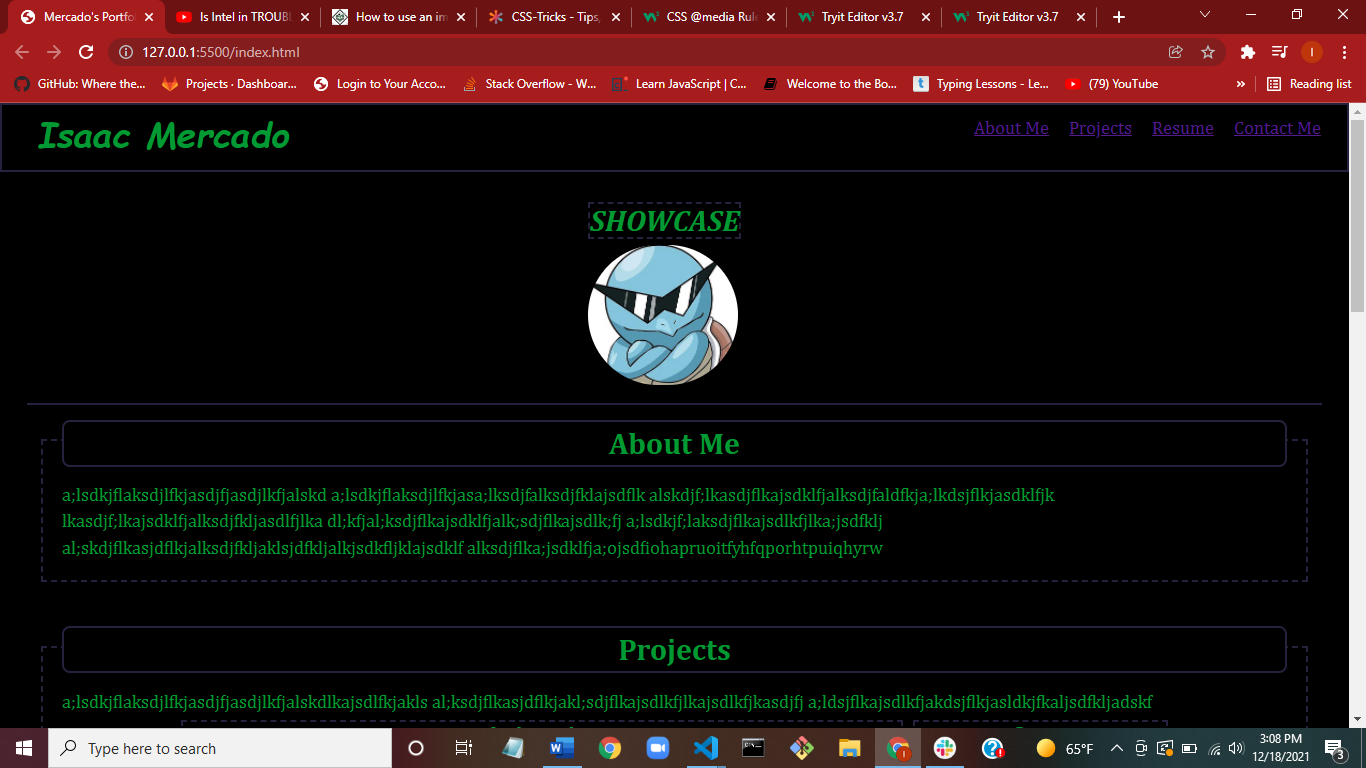 Mercado's Portfo
Is Intel in TROUBL
How to use an im
CSS-Tricks - Tips,
CSS @media Rule
Tryit Editor v3.7
Tryit Editor v3.7
127.0.0.1:5500/index.html
I
GitHub: Where the...
Projects · Dashboar...
Login to Your Acco...
Stack Overflow - W...
Learn JavaScript | C...
Welcome to the Bo...
Typing Lessons - Le...
(79) YouTube
»
Reading list
Isaac Mercado
About Me Projects Resume Contact Me
SHOWCASE
About Me
a;lsdkjflaksdjlfkjasdjfjasdjlkfjalskd a;lsdkjflaksdjlfkjasa;lksdjfalksdjfklajsdflk alskdjf;lkasdjflkajsdklfjalksdjfaldfkja;lkdsjflkjasdklfjk
lkasdjf;lkajsdklfjalksdjfkljasdlfjlka dl;kfjal;ksdjflkajsdklfjalk;sdjflkajsdlk;fj a;lsdkjf;laksdjflkajsdlkfjlka;jsdfklj
al;skdjflkasjdflkjalksdjfkljaklsjdfkljalkjsdkfljklajsdklf alksdjflka;jsdklfja;ojsdfiohapruoitfyhfqporhtpuiqhyrw
Projects
a;lsdkjflaksdjlfkjasdjfjasdjlkfjalskdlkajsdlfkjakls al;ksdjflkasjdflkjakl;sdjflkajsdlkfjlkajsdlkfjkasdjfj a;ldsjflkajsdlkfjakdsjflkjasldkjfkaljsdfkljadskf
Type here to search
65°F
3:08 PM
12/18/2021
3